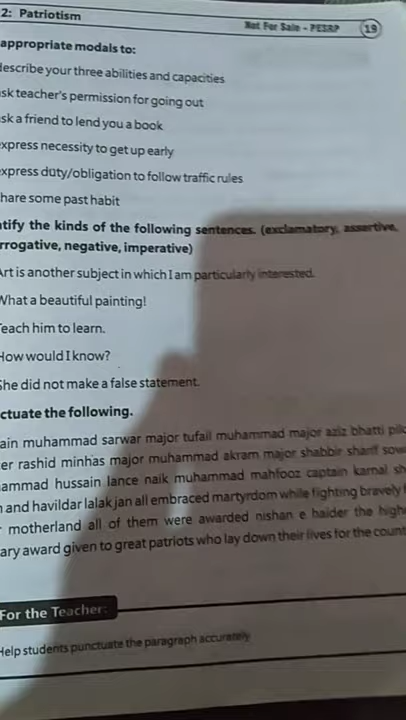 2: Patriotism
Not For Sale - PESRP 19
appropriate modals to:
describe your three abilities and capacities
sk teacher's permission for going out
sk a friend to lend you a book
xpress necessity to get up early
xpress duty/obligation to follow traffic rules
hare some past habit
tify the kinds of the following sentences. (exclamatory, assertive,
rrogative, negative, imperative)
Art is another subject in which I am particularly interested.
What a beautiful painting!
Teach him to learn.
How would I know?
She did not make a false statement.
ctuate the following.
ain muhammad sarwar major tufail muhammad major aziz bhatti pilo
er rashid minhas major muhammad akram major shabbir sharif sowa
ammad hussain lance naik muhammad mahfooz captain karnal sh
and havildar lalak jan all embraced martyrdom while fighting bravely f
motherland all of them were awarded nishan e haider the high
ary award given to great patriots who lay down their lives for the count
For the Teacher:
Help students punctuate the paragraph accurately